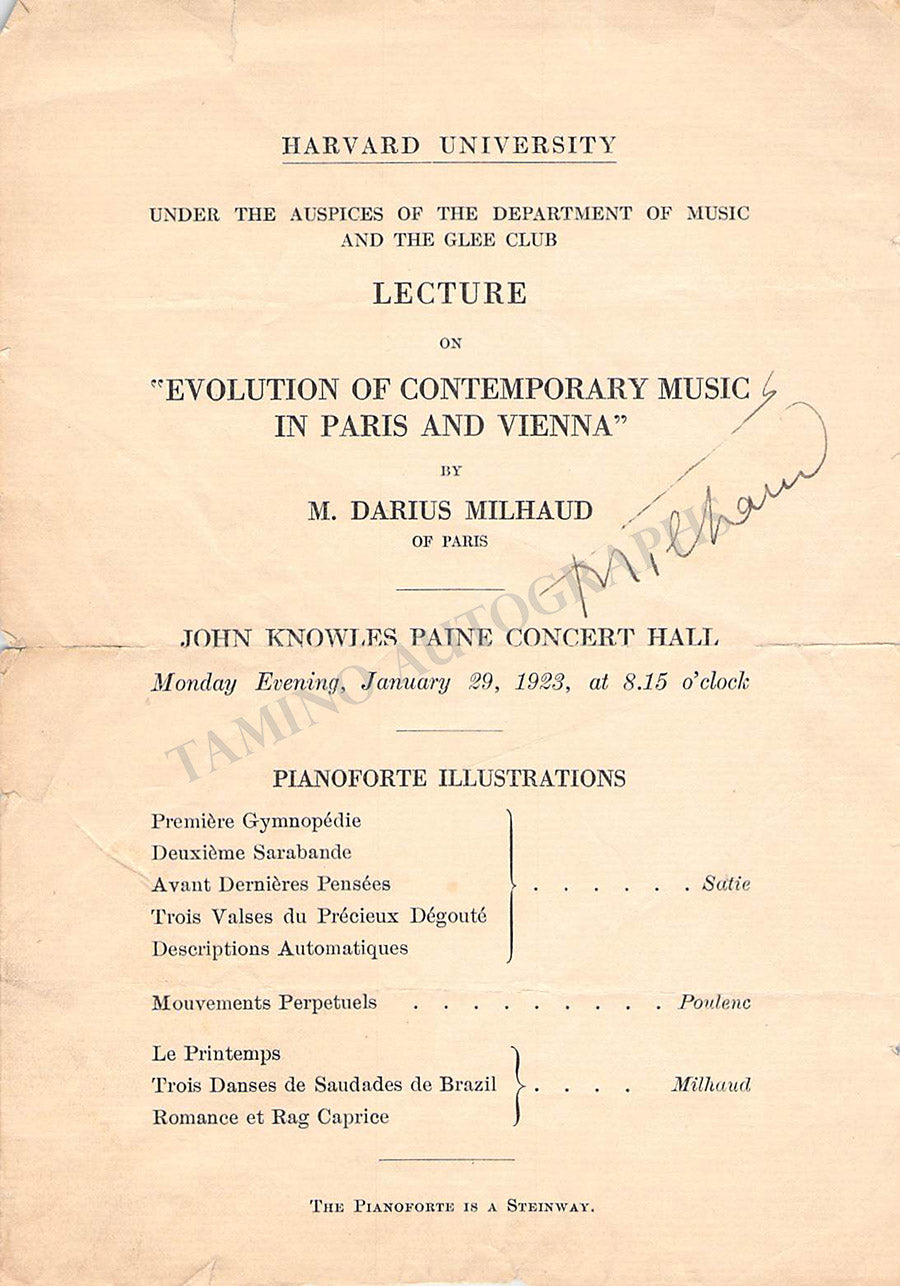 HARVARD UNIVERSITY
UNDER THE AUSPICES OF THE DEPARTMENT OF MUSIC
AND THE GLEE CLUB
LECTURE
ON
“EVOLUTION OF CONTEMPORARY MUSIC
IN PARIS AND VIENNA”
BY
M. DARIUS MILHAUD
OF PARIS
Milhaud
JOHN KNOWLES PAINE CONCERT HALL
Monday Evening, January 29, 1923, at 8.15 o'clock
TAMINO AUTOGRAPHS
PIANOFORTE ILLUSTRATIONS
Première Gymnopédie
Deuxième Sarabande
Avant Dernières Pensées . . . . . . . Satie
Trois Valses du Précieux Dégouté
Descriptions Automatiques
Mouvements Perpetuels . . . . . . . . . Poulenc
Le Printemps
Trois Danses de Saudades de Brazil . . . . Milhaud
Romance et Rag Caprice
THE PIANOFORTE IS A STEINWAY.